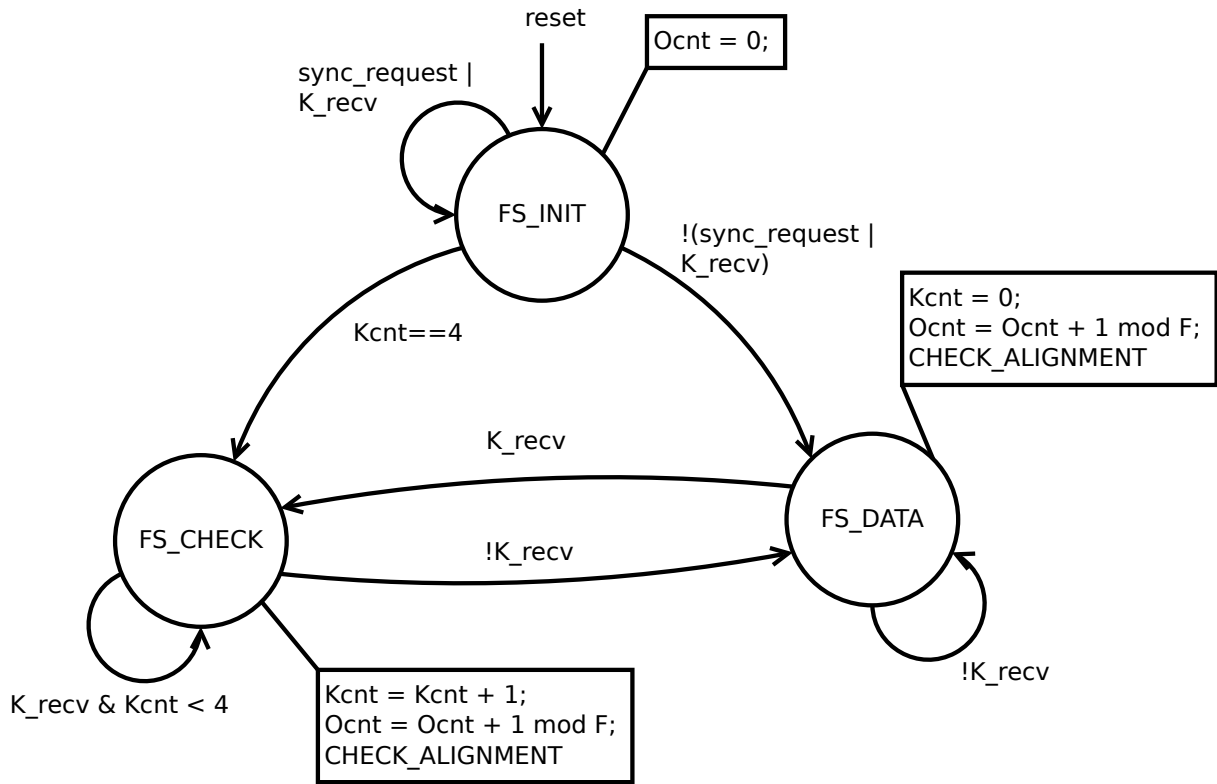 reset
Ocnt = 0;
sync_request |
K_recv
FS_INIT
!(sync_request |
K_recv)
Kcnt = 0;
Ocnt = Ocnt + 1 mod F;
CHECK_ALIGNMENT
Kcnt==4
K_recv
FS_DATA
FS_CHECK
!K_recv
!K_recv
K_recv & Kcnt < 4
Kcnt = Kcnt + 1;
Ocnt = Ocnt + 1 mod F;
CHECK_ALIGNMENT